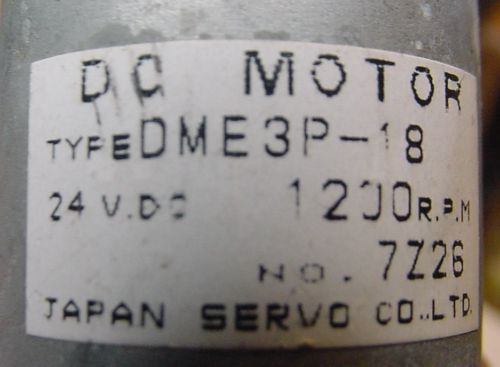 DC MOTOR
TYPE DME3P-18
24 V.DC 1200 R.P.M
NO. 7Z26
JAPAN SERVO CO.,LTD.